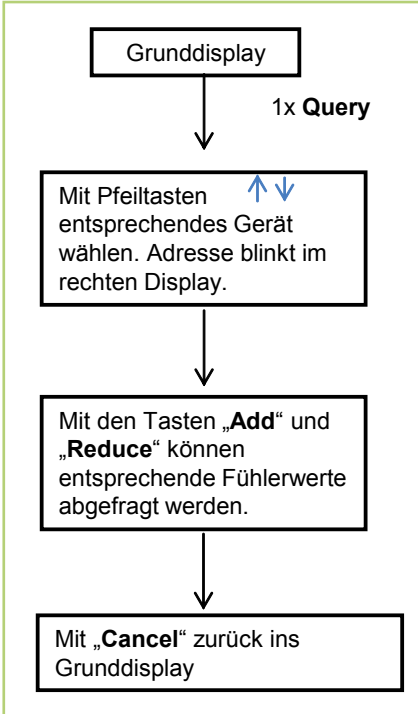 Grunddisplay
1x Query
Mit Pfeiltasten
entsprechendes Gerät
wählen. Adresse blinkt im
rechten Display.
Mit den Tasten „Add“ und
„Reduce“ können
entsprechende Fühlerwerte
abgefragt werden.
Mit „Cancel“ zurück ins
Grunddisplay